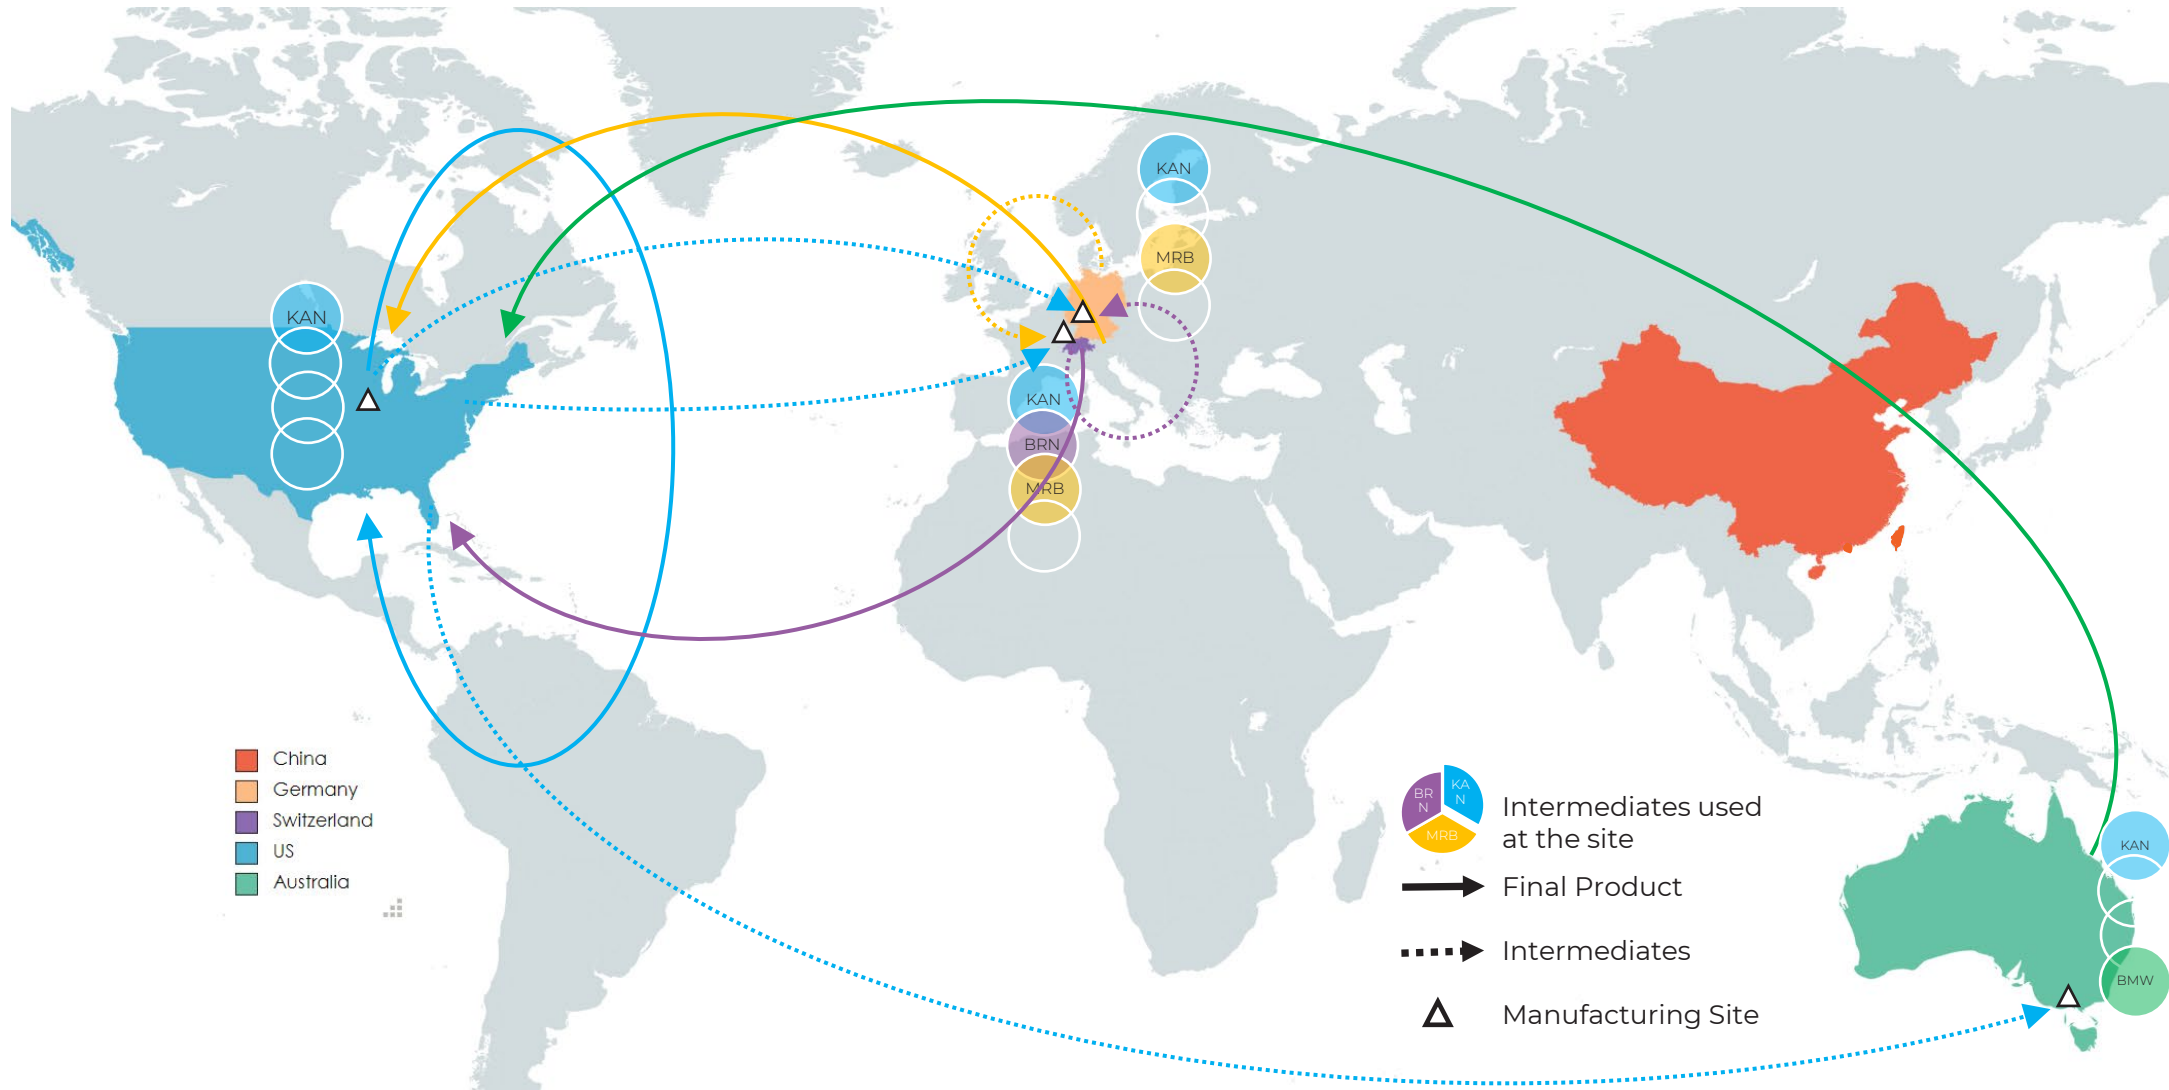 KAN
MRB
KAN
KAN
BRN
MRB
China
Germany
Switzerland
US
Australia
BR
N
KA
N
MRB
Intermediates used
at the site
Final Product
Intermediates
Manufacturing Site
KAN
BMW